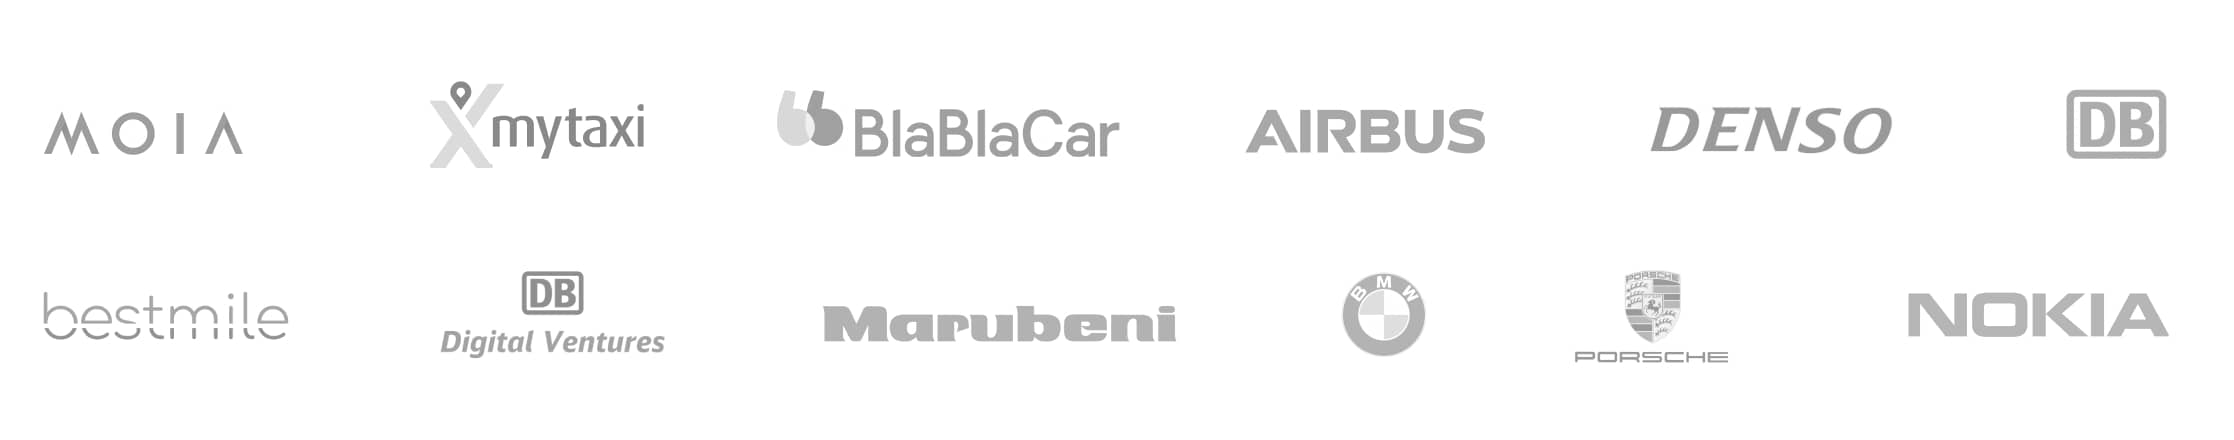 MOIA
mytaxi
BlaBlaCar
AIRBUS
DENSO
DB
bestmile
DB
Digital Ventures
Marubeni
BMW
PORSCHE
PORSCHE
NOKIA